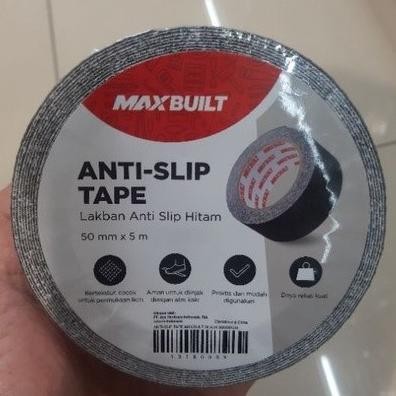 MAXBUILT
ANTI-SLIP
TAPE
Lakban Anti Slip Hitam
50 mm x 5 m
Bertekstur, cocok
untuk permukaan licin
Aman untuk diinjak
dengan alas kaki
Praktis dan mudah
digunakan
Daya rekat kuat